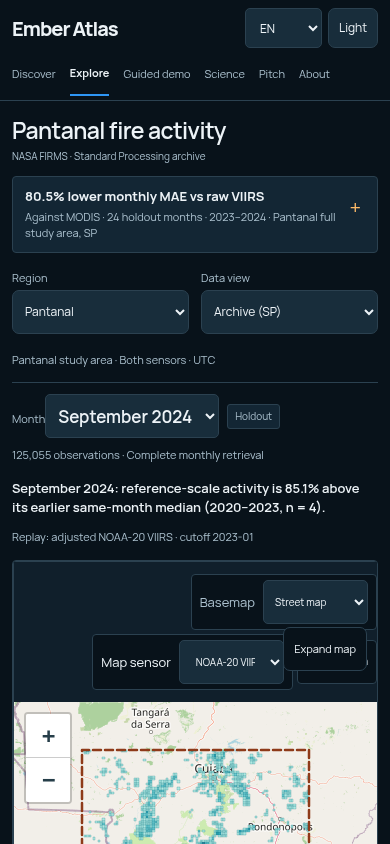 Ember Atlas
EN
Light
Discover Explore Guided demo Science Pitch About
Pantanal fire activity
NASA FIRMS · Standard Processing archive
80.5% lower monthly MAE vs raw VIIRS
Against MODIS · 24 holdout months · 2023–2024 · Pantanal full
study area, SP
+
Region
Data view
Pantanal
Archive (SP)
Pantanal study area · Both sensors · UTC
Month
September 2024
Holdout
125,055 observations · Complete monthly retrieval
September 2024: reference-scale activity is 85.1% above
its earlier same-month median (2020–2023, n = 4).
Replay: adjusted NOAA-20 VIIRS · cutoff 2023-01
Basemap
Street map
Map sensor
NOAA-20 VIIF
Expand map
+
−
Tangará
da Serra
Cuiabá
Rondonópolis